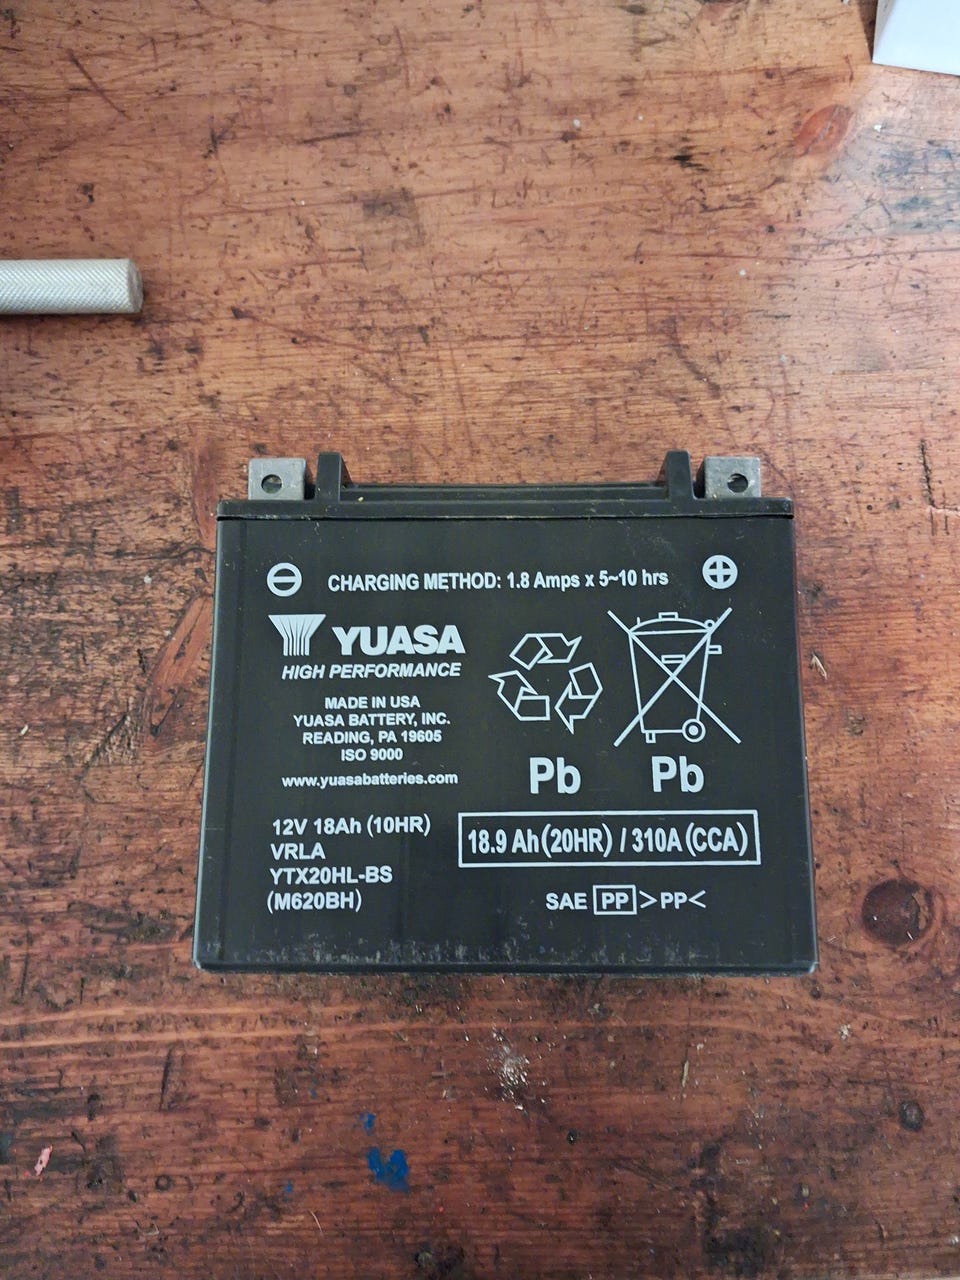 CHARGING METHOD: 1.8 Amps x 5~10 hrs
YUASA
HIGH PERFORMANCE
MADE IN USA
YUASA BATTERY, INC.
READING, PA 19605
ISO 9000
www.yuasabatteries.com
Pb Pb
12V 18Ah (10HR)
VRLA
YTX20HL-BS
(M620BH)
18.9 Ah(20HR) / 310A(CCA)
SAE PP >PP<